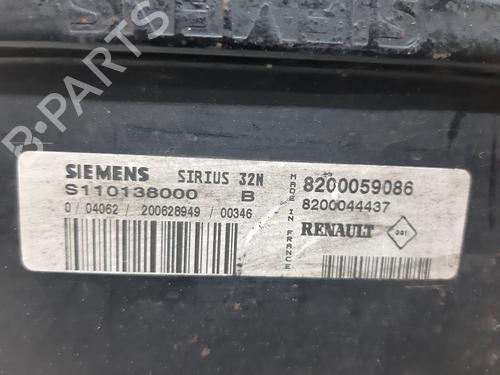 SIEMENS
B-PARTS
SIEMENS SIRIUS 32N
S110138000 B
0 / 04062 / 200628949 / 00346
MADE IN FRANCE
8200059086
8200044437
RENAULT